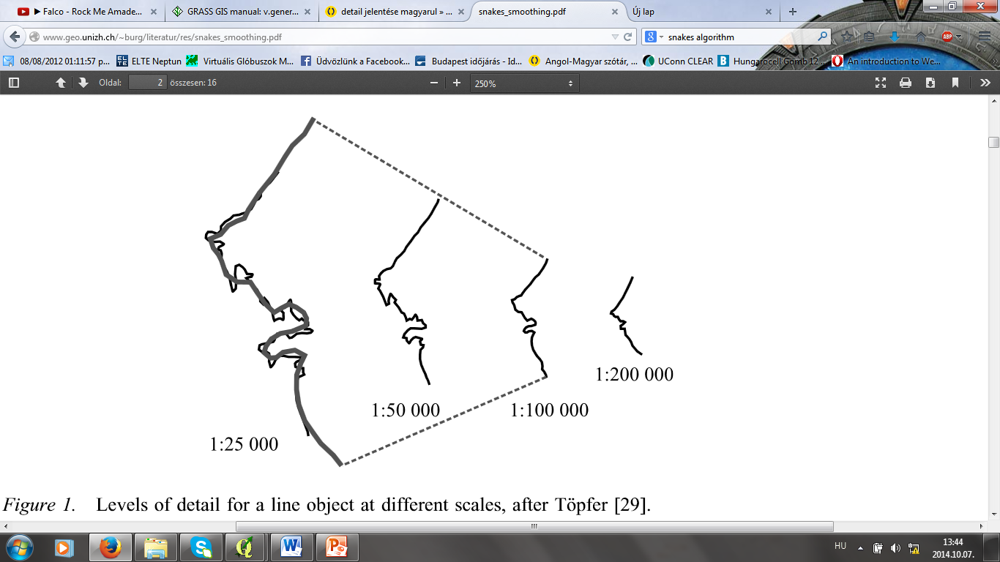 ▶ Falco - Rock Me Amade...
GRASS GIS manual: v.gener...
detail jelentése magyarul » ...
snakes_smoothing.pdf
Új lap
www.geo.unizh.ch/~burg/literatur/res/snakes_smoothing.pdf
snakes algorithm
08/08/2012 01:11:57 p...
ELTE Neptun
Virtuális Glóbuszok M...
Üdvözlünk a Facebook...
Budapest időjárás - Id...
Angol-Magyar szótár, ...
UConn CLEAR
Hungarocell Gömb 12 ...
An introduction to We...
Oldal: 2 összesen: 16
250%
1:200 000
1:50 000
1:100 000
1:25 000
Figure 1. Levels of detail for a line object at different scales, after Töpfer [29].
HU
13:44
2014.10.07.